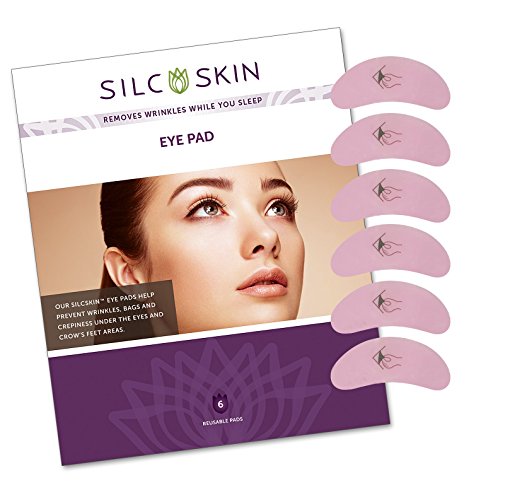 SILC SKIN
REMOVES WRINKLES WHILE YOU SLEEP
EYE PAD
OUR SILCSKIN™ EYE PADS HELP
PREVENT WRINKLES, BAGS AND
CREPINESS UNDER THE EYES AND
CROW'S FEET AREAS.
6
REUSABLE PADS